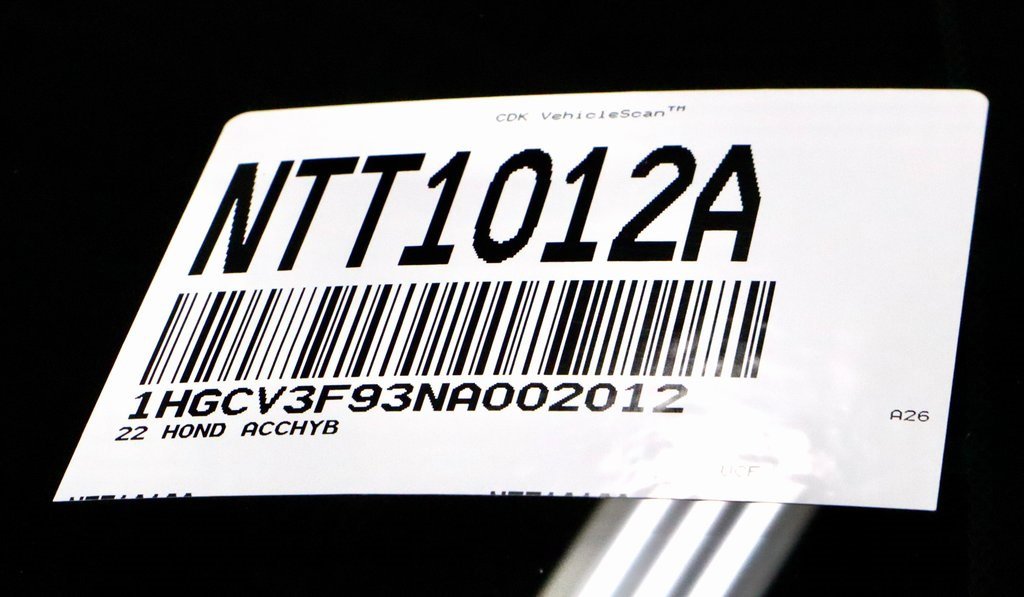 CDK VehicleScan™
NTT1012A
1HGCV3F93NA002012
22 HOND ACCHYB
A26